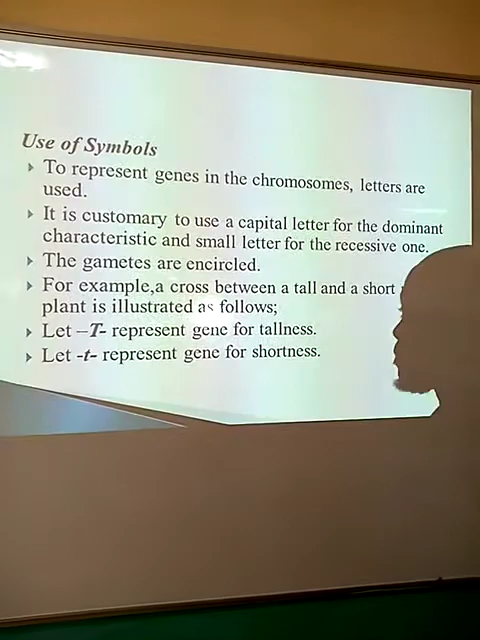 Use of Symbols
‣ To represent genes in the chromosomes, letters are
used.
‣ It is customary to use a capital letter for the dominant
characteristic and small letter for the recessive one.
‣ The gametes are encircled.
‣ For example,a cross between a tall and a short
plant is illustrated as follows;
‣ Let –T- represent gene for tallness.
‣ Let -t- represent gene for shortness.